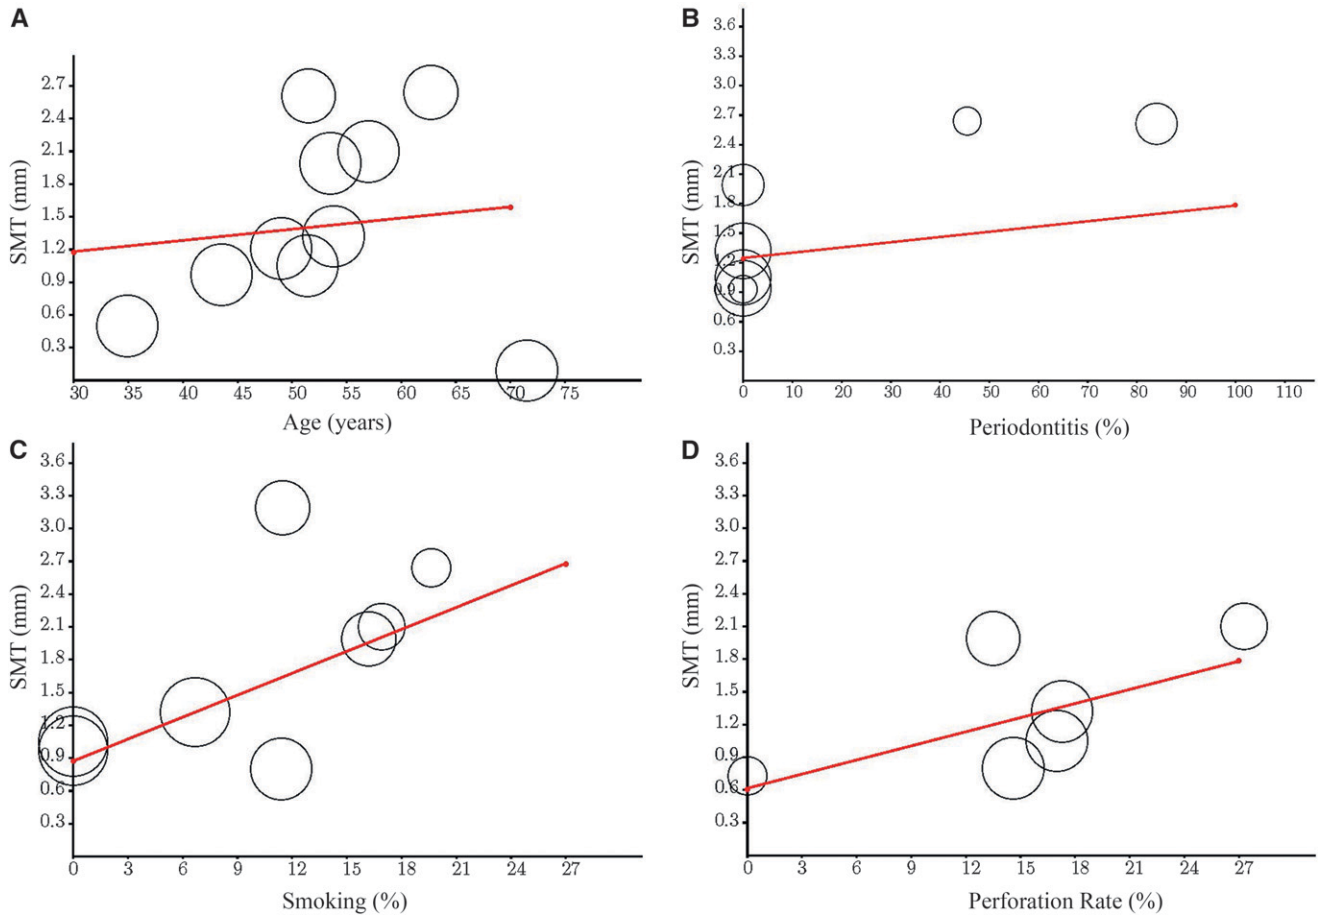 A
SMT (mm)
2.7
2.4
2.1
1.8
1.5
1.2
0.9
0.6
0.3
30 35 40 45 50 55 60 65 70 75
Age (years)
B
SMT (mm)
3.6
3.3
3.0
2.7
2.4
2.1
1.8
1.5
1.2
0.9
0.6
0.3
0 10 20 30 40 50 60 70 80 90 100 110
Periodontitis (%)
C
SMT (mm)
3.6
3.3
3.0
2.7
2.4
2.1
1.8
1.5
1.2
0.9
0.6
0.3
0 3 6 9 12 15 18 21 24 27
Smoking (%)
D
SMT (mm)
3.6
3.3
3.0
2.7
2.4
2.1
1.8
1.5
1.2
0.9
0.6
0.3
0 3 6 9 12 15 18 21 24 27
Perforation Rate (%)